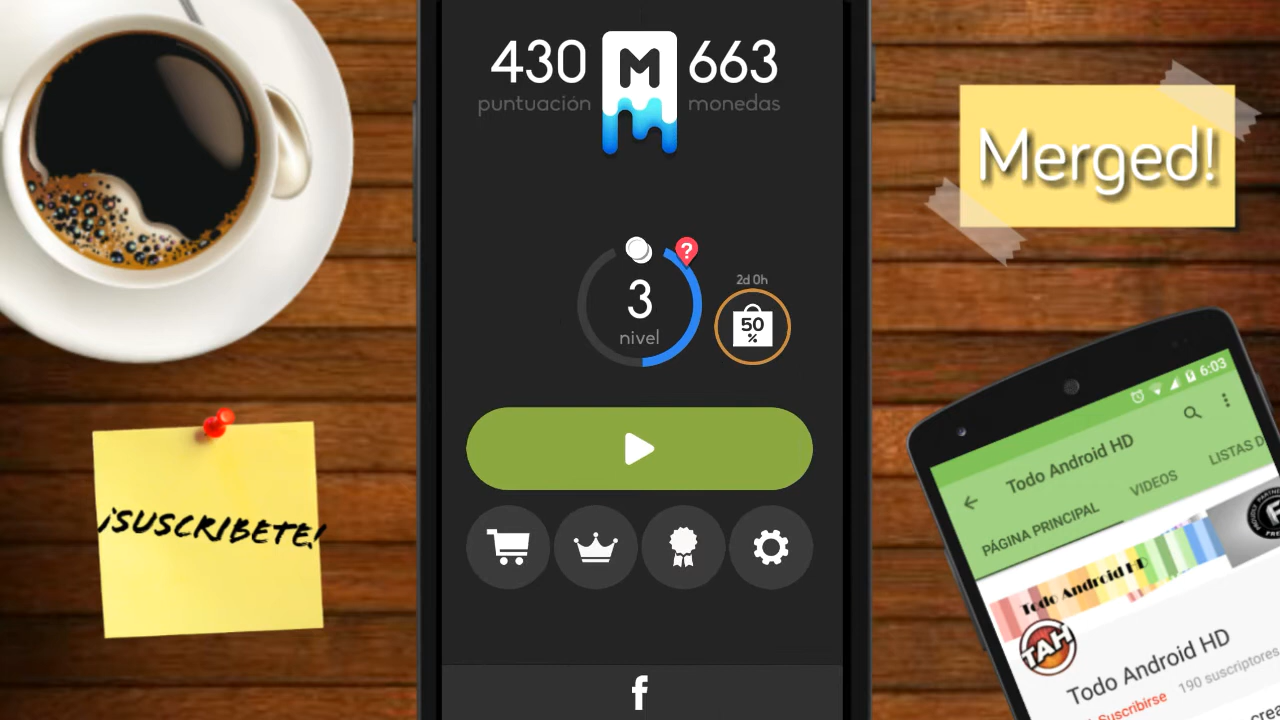 430
M
663
puntuación
monedas
Merged!
?
3
nivel
2d 0h
50
%
¡SUSCRIBETE!
f
6:03
Todo Android HD
PÁGINA PRINCIPAL
VIDEOS
LISTAS D
Todo Android HD
TAH
Todo Android HD
Suscribirse
190 suscriptores